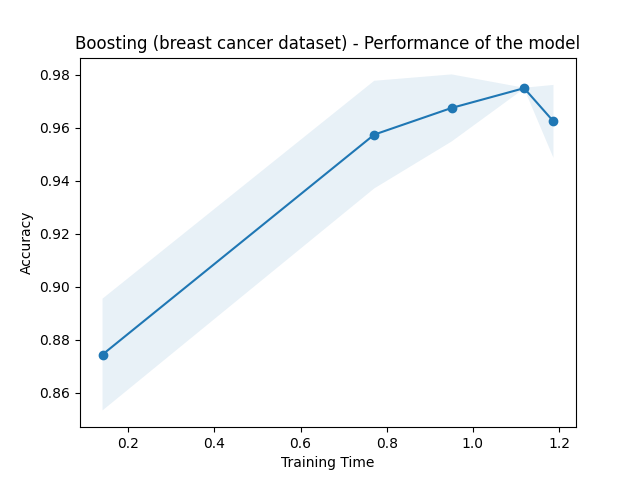 Boosting (breast cancer dataset) - Performance of the model
0.98
0.96
0.94
0.92
0.90
0.88
0.86
Accuracy
0.2 0.4 0.6 0.8 1.0 1.2
Training Time